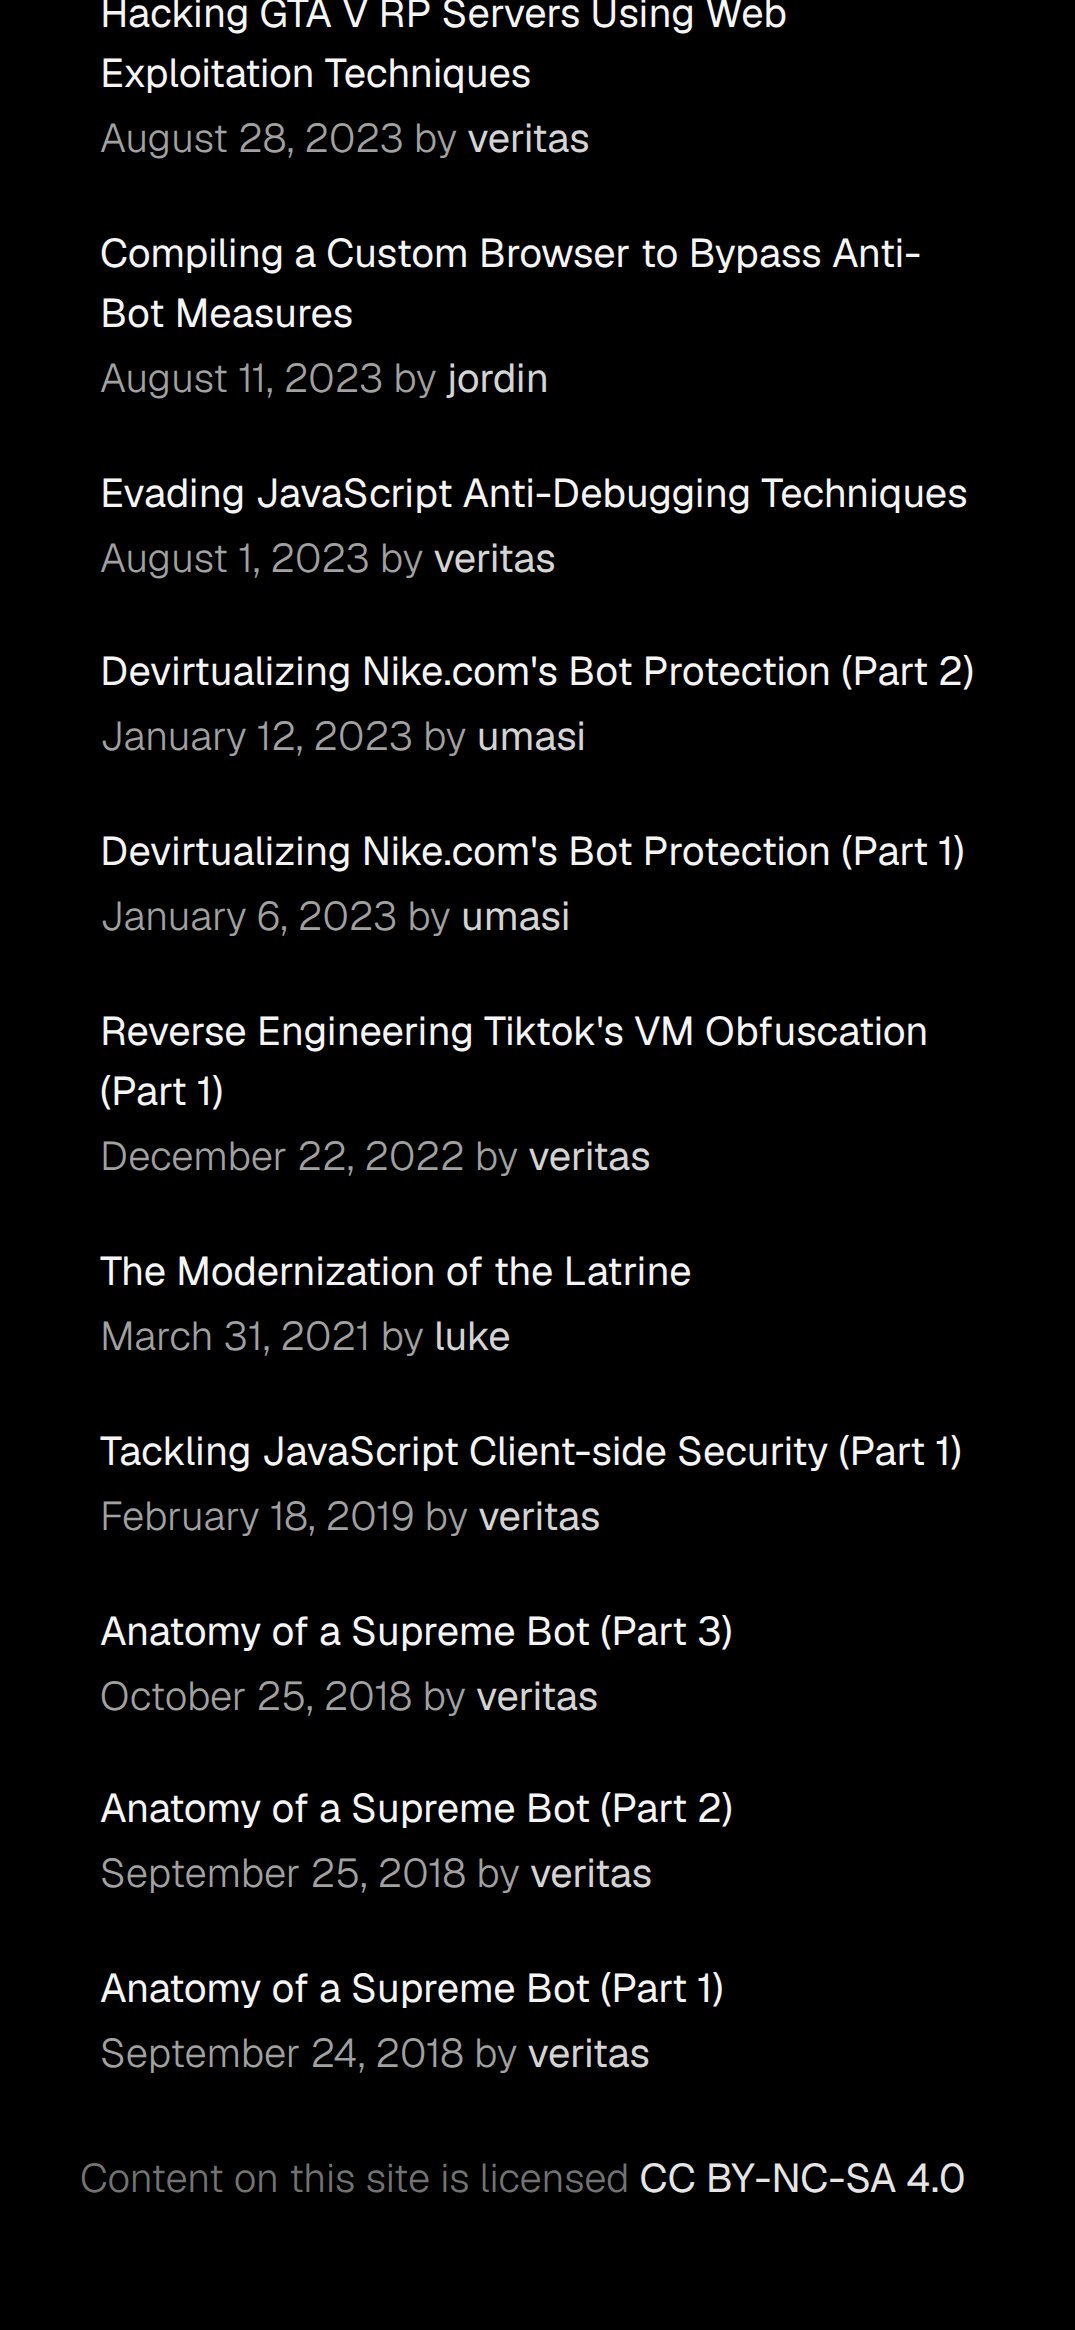 Hacking GTA V RP Servers Using Web
Exploitation Techniques
August 28, 2023 by veritas
Compiling a Custom Browser to Bypass Anti-
Bot Measures
August 11, 2023 by jordin
Evading JavaScript Anti-Debugging Techniques
August 1, 2023 by veritas
Devirtualizing Nike.com's Bot Protection (Part 2)
January 12, 2023 by umasi
Devirtualizing Nike.com's Bot Protection (Part 1)
January 6, 2023 by umasi
Reverse Engineering Tiktok's VM Obfuscation
(Part 1)
December 22, 2022 by veritas
The Modernization of the Latrine
March 31, 2021 by luke
Tackling JavaScript Client-side Security (Part 1)
February 18, 2019 by veritas
Anatomy of a Supreme Bot (Part 3)
October 25, 2018 by veritas
Anatomy of a Supreme Bot (Part 2)
September 25, 2018 by veritas
Anatomy of a Supreme Bot (Part 1)
September 24, 2018 by veritas
Content on this site is licensed CC BY-NC-SA 4.0